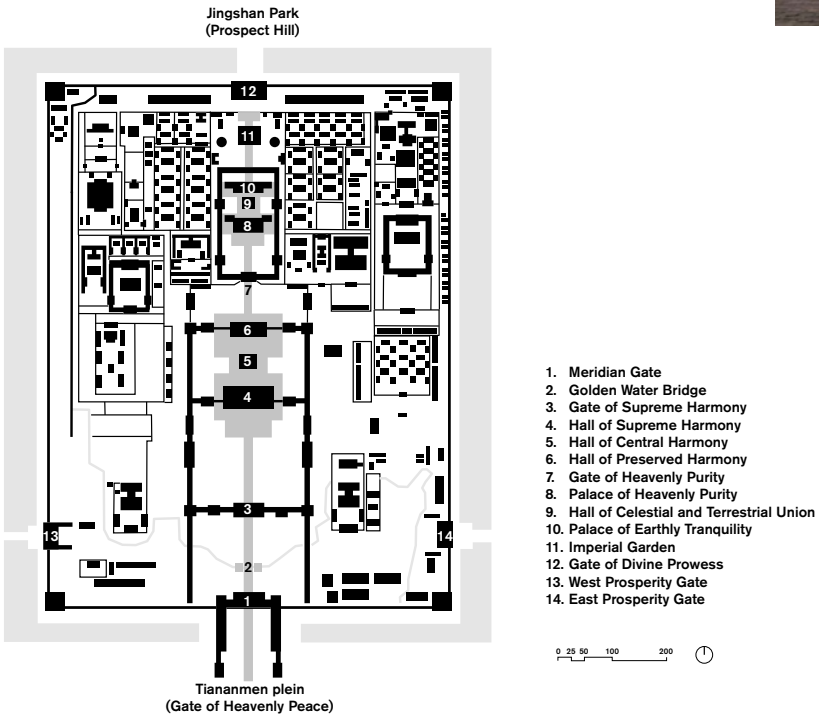 Jingshan Park
(Prospect Hill)
12
11
10
9
8
7
6
5
4
3
13
14
2
1
Tiananmen plein
(Gate of Heavenly Peace)
1. Meridian Gate
2. Golden Water Bridge
3. Gate of Supreme Harmony
4. Hall of Supreme Harmony
5. Hall of Central Harmony
6. Hall of Preserved Harmony
7. Gate of Heavenly Purity
8. Palace of Heavenly Purity
9. Hall of Celestial and Terrestrial Union
10. Palace of Earthly Tranquility
11. Imperial Garden
12. Gate of Divine Prowess
13. West Prosperity Gate
14. East Prosperity Gate
0 25 50 100 200